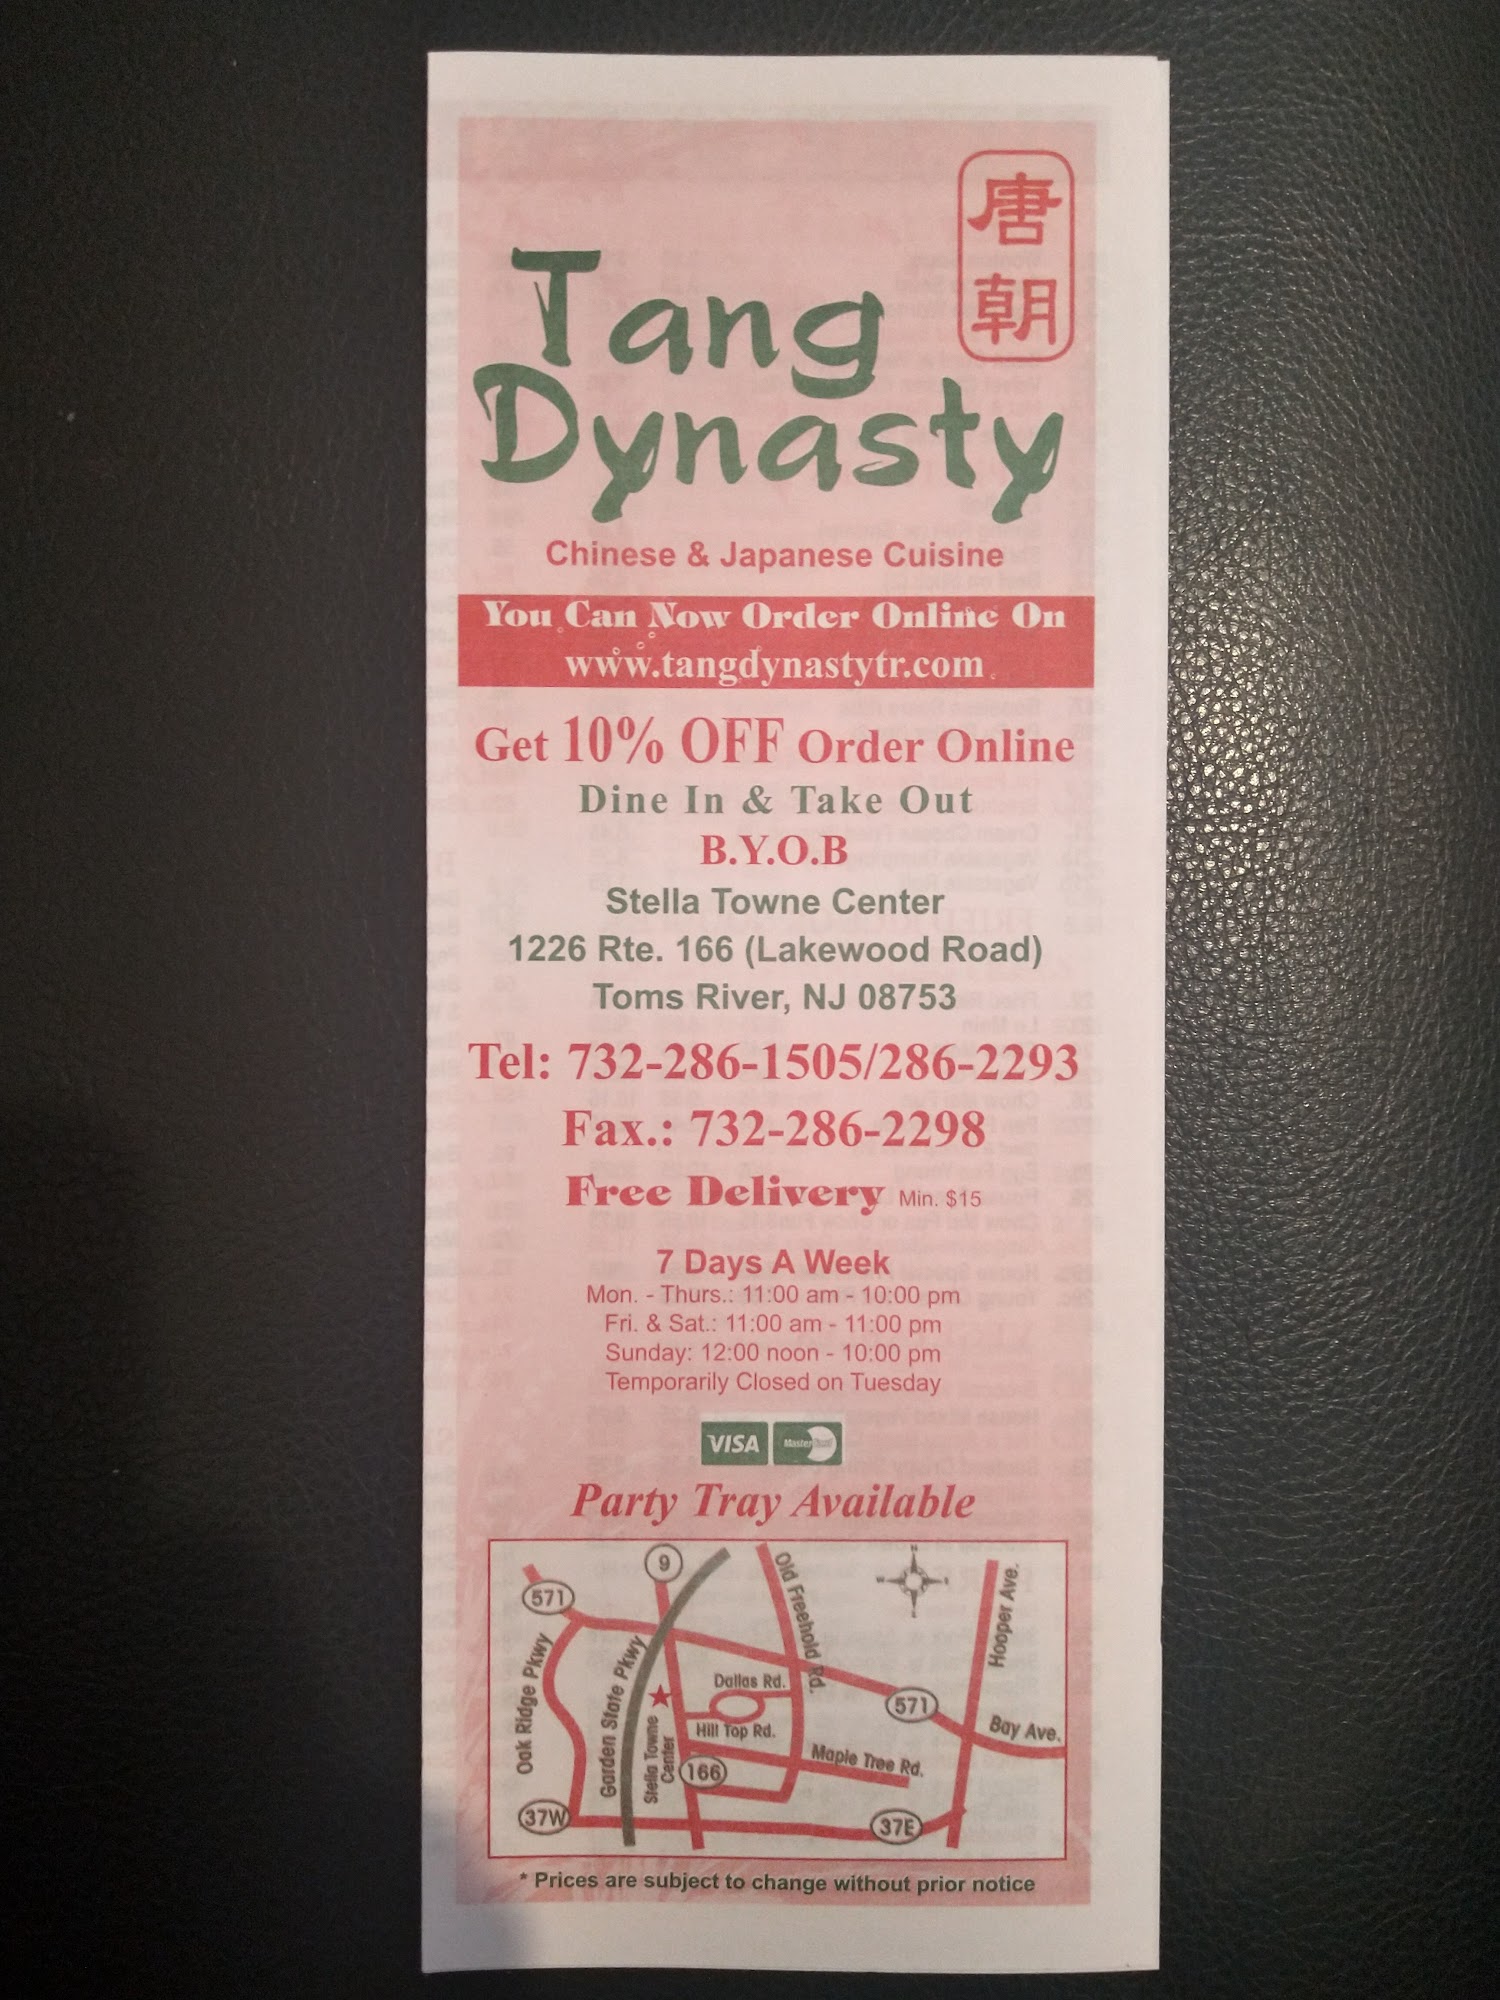 唐
朝
Tang
Dynasty
Chinese & Japanese Cuisine
You Can Now Order Online On
www.tangdynastytr.com
Get 10% OFF Order Online
Dine In & Take Out
B.Y.O.B
Stella Towne Center
1226 Rte. 166 (Lakewood Road)
Toms River, NJ 08753
Tel: 732-286-1505/286-2293
Fax.: 732-286-2298
Free Delivery Min. $15
7 Days A Week
Mon. - Thurs.: 11:00 am - 10:00 pm
Fri. & Sat.: 11:00 am - 11:00 pm
Sunday: 12:00 noon - 10:00 pm
Temporarily Closed on Tuesday
VISA MasterCard
Party Tray Available
9
571
Old Freehold Rd.
N
W E
S
Hooper Ave.
Oak Ridge Pkwy
Garden State Pkwy
Dallas Rd.
571
Stella Towne
Center
Hill Top Rd.
Bay Ave.
Maple Tree Rd.
166
37W
37E
* Prices are subject to change without prior notice